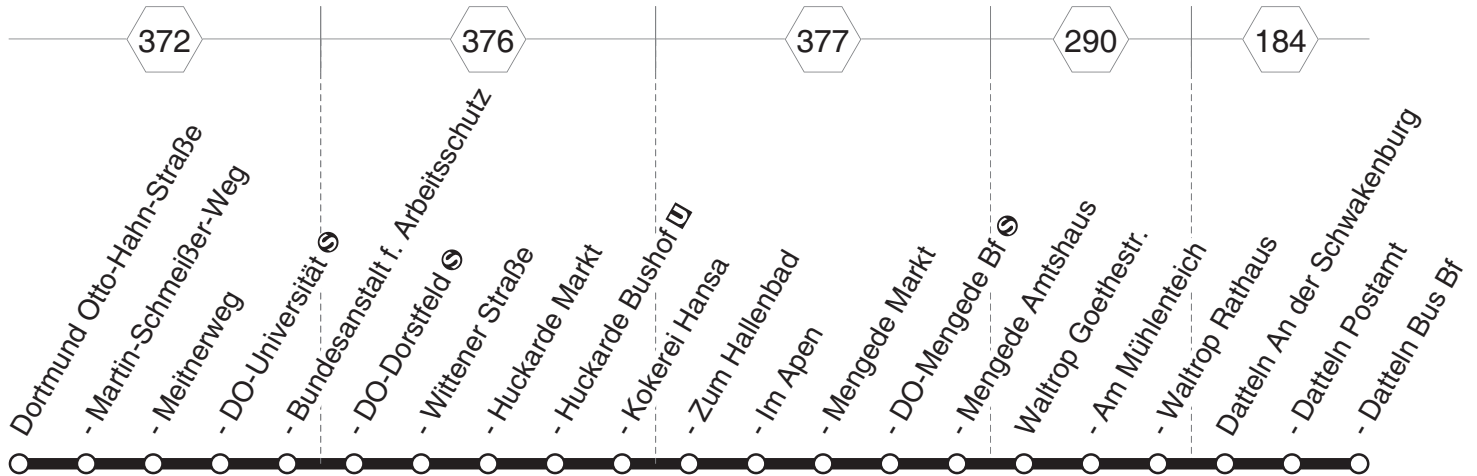 372
376
377
290
184
Dortmund Otto-Hahn-Straße
- Martin-Schmeißer-Weg
- Meitnerweg
- DO-Universität S
- Bundesanstalt f. Arbeitsschutz
- DO-Dorstfeld S
- Wittener Straße
- Huckarde Markt
- Huckarde Bushof U
- Kokerei Hansa
- Zum Hallenbad
- Im Apen
- Mengede Markt
- DO-Mengede Bf S
- Mengede Amtshaus
Waltrop Goethestr.
- Am Mühlenteich
- Waltrop Rathaus
Datteln An der Schwakenburg
- Datteln Postamt
- Datteln Bus Bf